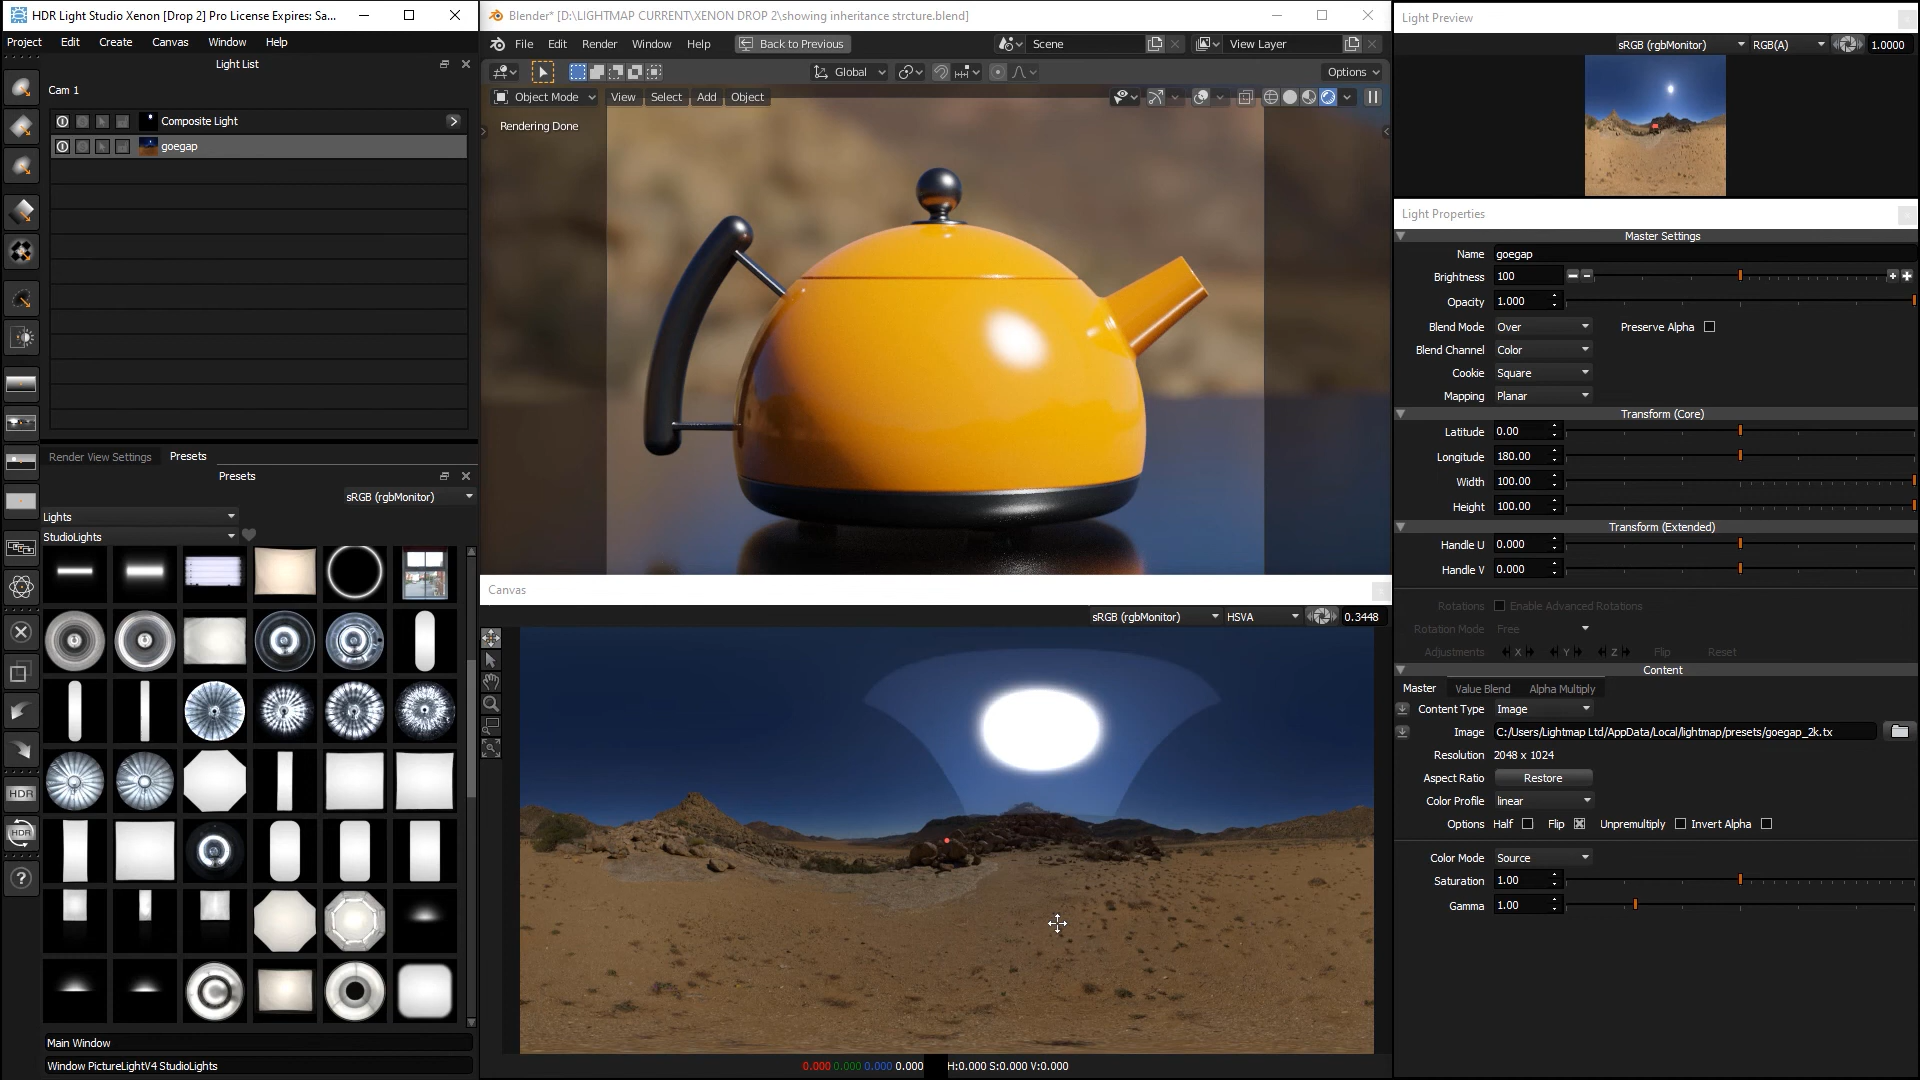 HDR Light Studio Xenon [Drop 2] Pro License Expires: Sa...
Project Edit Create Canvas Window Help
Light List
Cam 1
Composite Light
goegap
Render View Settings Presets
Presets
sRGB (rgbMonitor)
Lights
StudioLights
HDR
HDR
?
Main Window
Window PictureLightV4 StudioLights
Blender* [D:\LIGHTMAP CURRENT\XENON DROP 2\showing inheritance strcture.blend]
File Edit Render Window Help Back to Previous Scene View Layer
Global Options
Object Mode View Select Add Object
Rendering Done
Canvas
sRGB (rgbMonitor) HSVA 0.3448
0.000 0.000 0.000 0.000 H:0.000 S:0.000 V:0.000
Light Preview
sRGB (rgbMonitor) RGB(A) 1.0000
Light Properties
Master Settings
Name goegap
Brightness 100
Opacity 1.000
Blend Mode Over Preserve Alpha
Blend Channel Color
Cookie Square
Mapping Planar
Transform (Core)
Latitude 0.00
Longitude 180.00
Width 100.00
Height 100.00
Transform (Extended)
Handle U 0.000
Handle V 0.000
Rotations Enable Advanced Rotations
Rotation Mode Free
Adjustments X Y Z Flip Reset
Content
Master Value Blend Alpha Multiply
Content Type Image
Image C:/Users/Lightmap Ltd/AppData/Local/lightmap/presets/goegap_2k.tx
Resolution 2048 x 1024
Aspect Ratio Restore
Color Profile linear
Options Half Flip Unpremultiply Invert Alpha
Color Mode Source
Saturation 1.00
Gamma 1.00